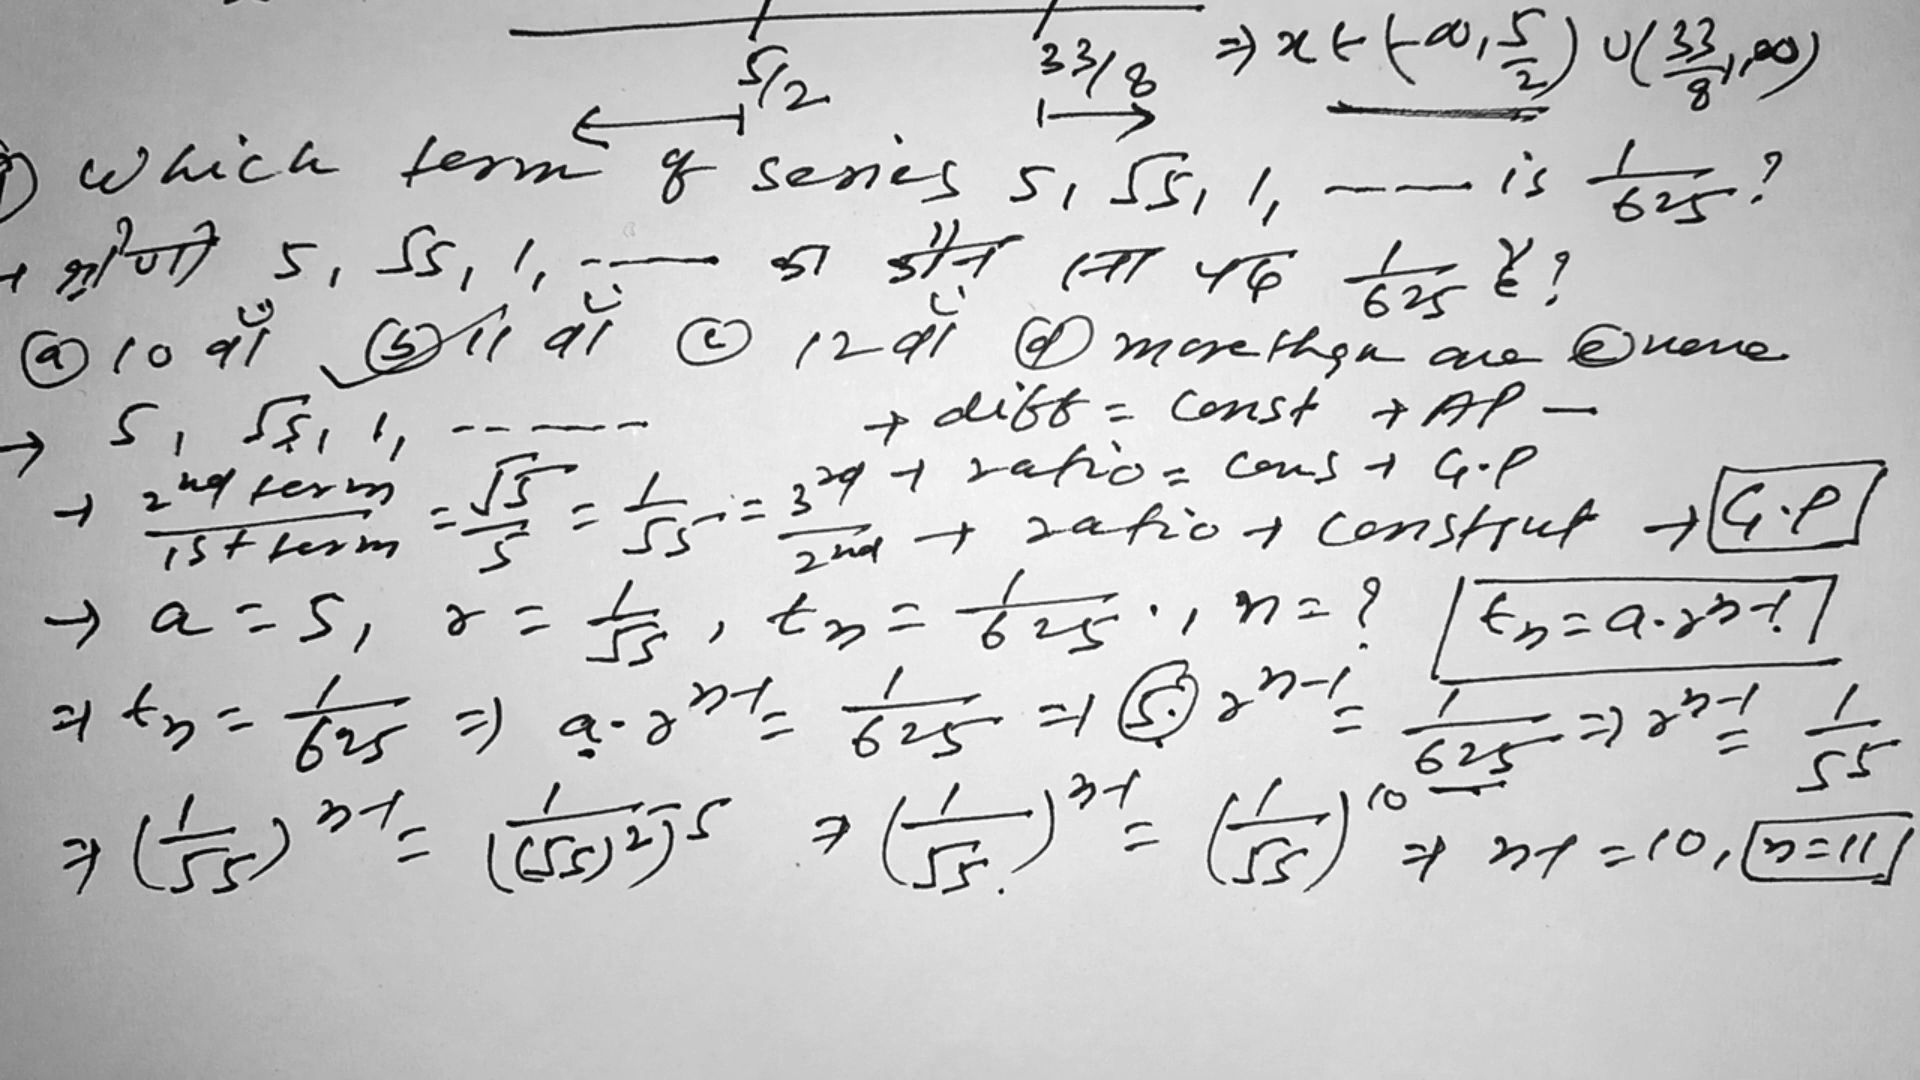 5/2 33/8 ⇒ x ∈ (-∞, 5/2) ∪ (33/8, ∞)
Which term of series 5, √5, 1, ---- is 1/625?
→ श्रेणी 5, √5, 1, ---- का कौन सा पद 1/625 है?
(a) 10 वां (b) 11 वां (c) 12 वां (d) more than one (e) none
→ 5, √5, 1, ------ → diff = const → AP —
→ 2nd term / 1st term = √5/5 = 1/√5 = 3rd/2nd → ratio = cons → G.P
→ ratio → constant → G.P
→ a = 5, r = 1/√5, tn = 1/625, n = ? tn = a.r^n-1
⇒ tn = 1/625 ⇒ a.r^n-1 = 1/625 ⇒ 5. r^n-1 = 1/625 ⇒ r^n-1 = 1/5^5
⇒ (1/√5)^n-1 = 1/((√5)^2)^5 ⇒ (1/√5)^n-1 = (1/√5)^10 ⇒ n-1 = 10, n = 11